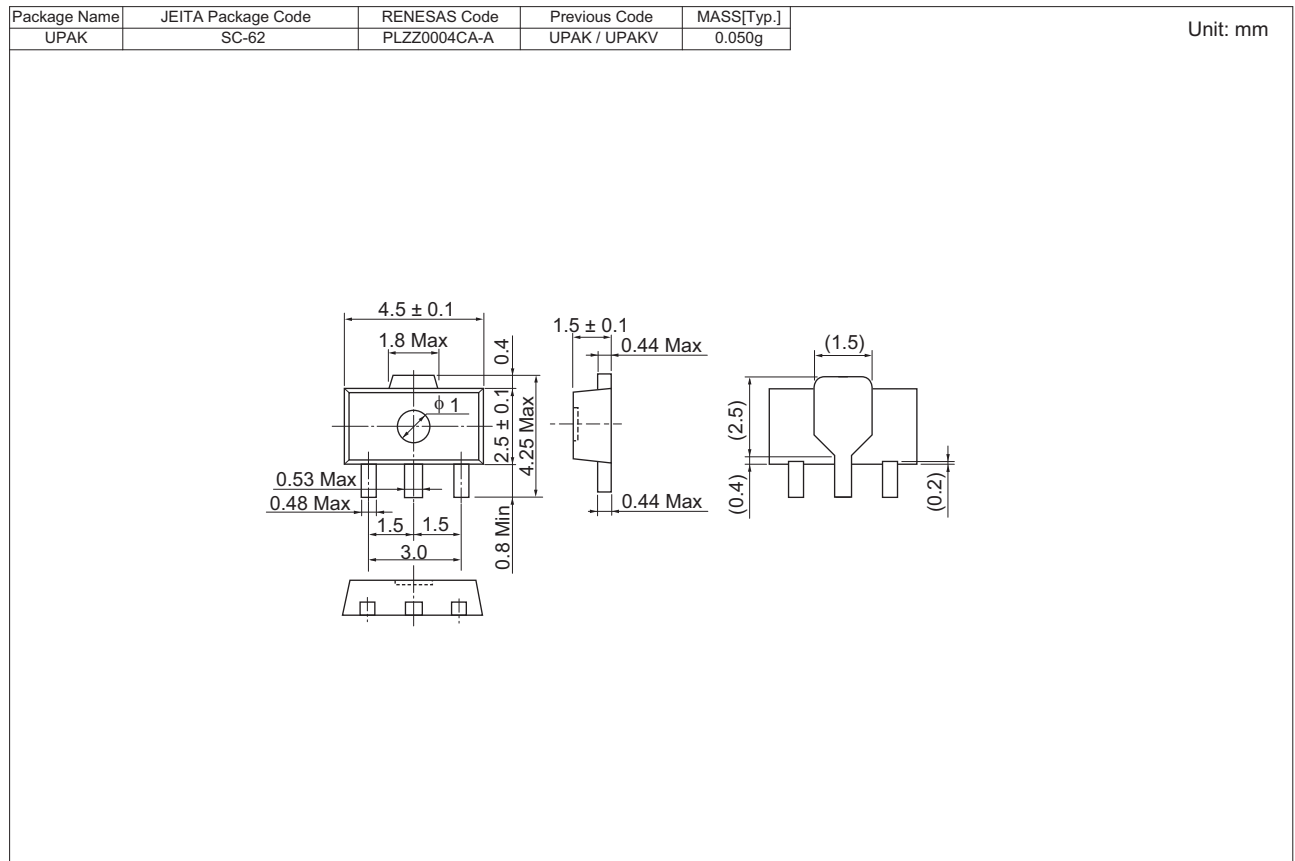 Package Name JEITA Package Code RENESAS Code Previous Code MASS[Typ.]
UPAK SC-62 PLZZ0004CA-A UPAK / UPAKV 0.050g
Unit: mm
4.5 ± 0.1
1.8 Max
0.4
ϕ 1
2.5 ± 0.1
4.25 Max
0.53 Max
0.48 Max
1.5 1.5
3.0
0.8 Min
1.5 ± 0.1
0.44 Max
0.44 Max
(1.5)
(2.5)
(0.4)
(0.2)